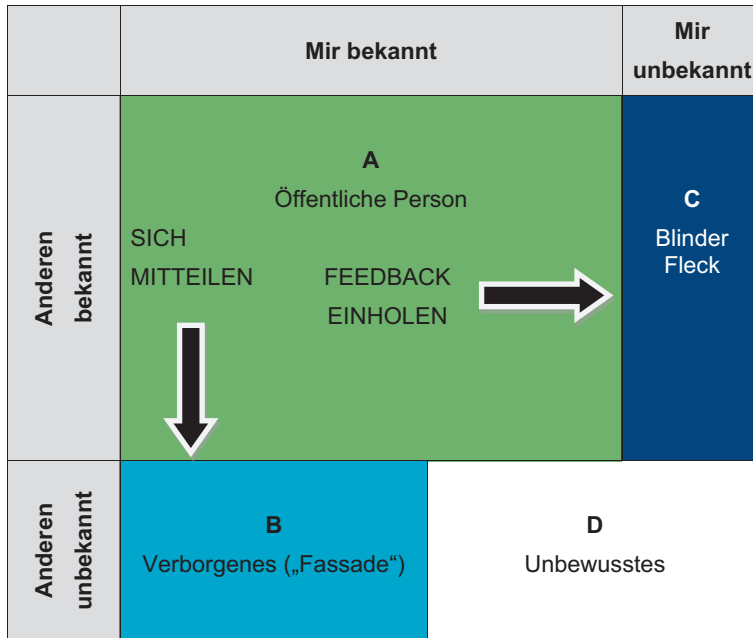 Mir bekannt
Mir
unbekannt
Anderen
bekannt
A
Öffentliche Person
SICH
MITTEILEN
FEEDBACK
EINHOLEN
C
Blinder
Fleck
Anderen
unbekannt
B
Verborgenes („Fassade“)
D
Unbewusstes